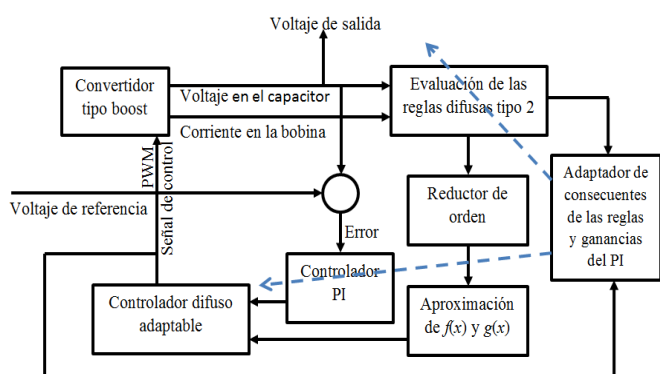 Voltaje de salida
Convertidor
tipo boost
Voltaje en el capacitor
Corriente en la bobina
Evaluación de las
reglas difusas tipo 2
PWM
Señal de control
Voltaje de referencia
Error
Reductor de
orden
Adaptador de
consecuentes
de las reglas
y ganancias
del PI
Controlador
PI
Controlador difuso
adaptable
Aproximación
de f(x) y g(x)